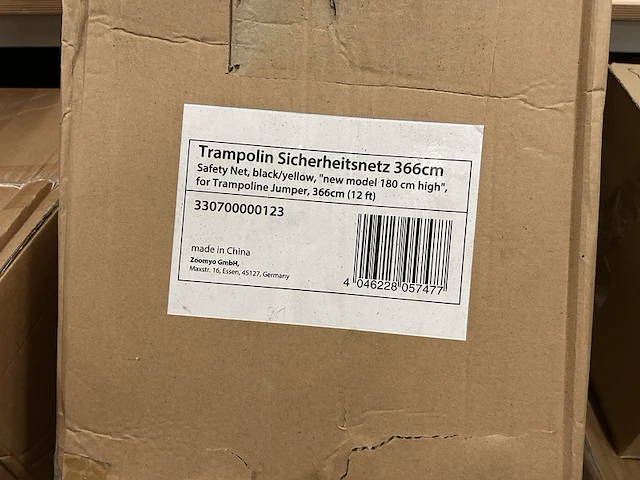 Trampolin Sicherheitsnetz 366cm
Safety Net, black/yellow, "new model 180 cm high",
for Trampoline Jumper, 366cm (12 ft)
330700000123
made in China
Zoomyo GmbH,
Maxstr. 16, Essen, 45127, Germany
4 046228 057477